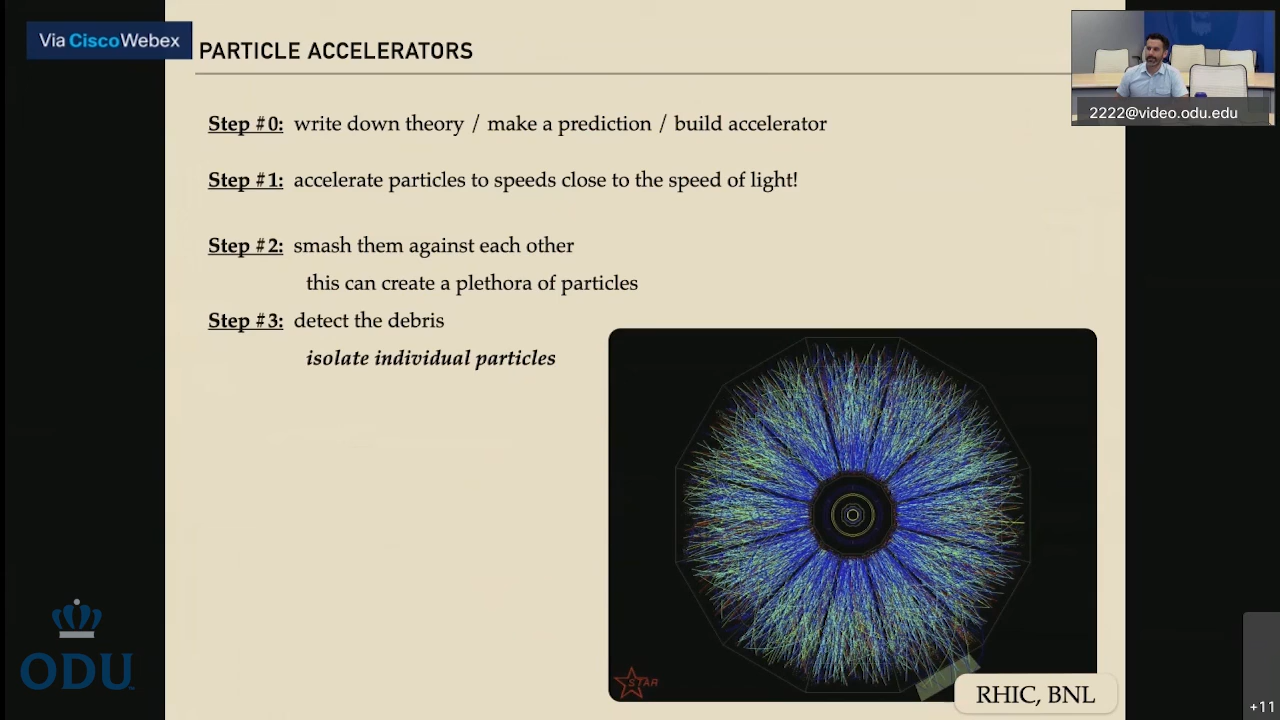 Via Cisco Webex
PARTICLE ACCELERATORS
2222@video.odu.edu
Step #0: write down theory / make a prediction / build accelerator
Step #1: accelerate particles to speeds close to the speed of light!
Step #2: smash them against each other
this can create a plethora of particles
Step #3: detect the debris
isolate individual particles
STAR
RHIC, BNL
ODU
+11